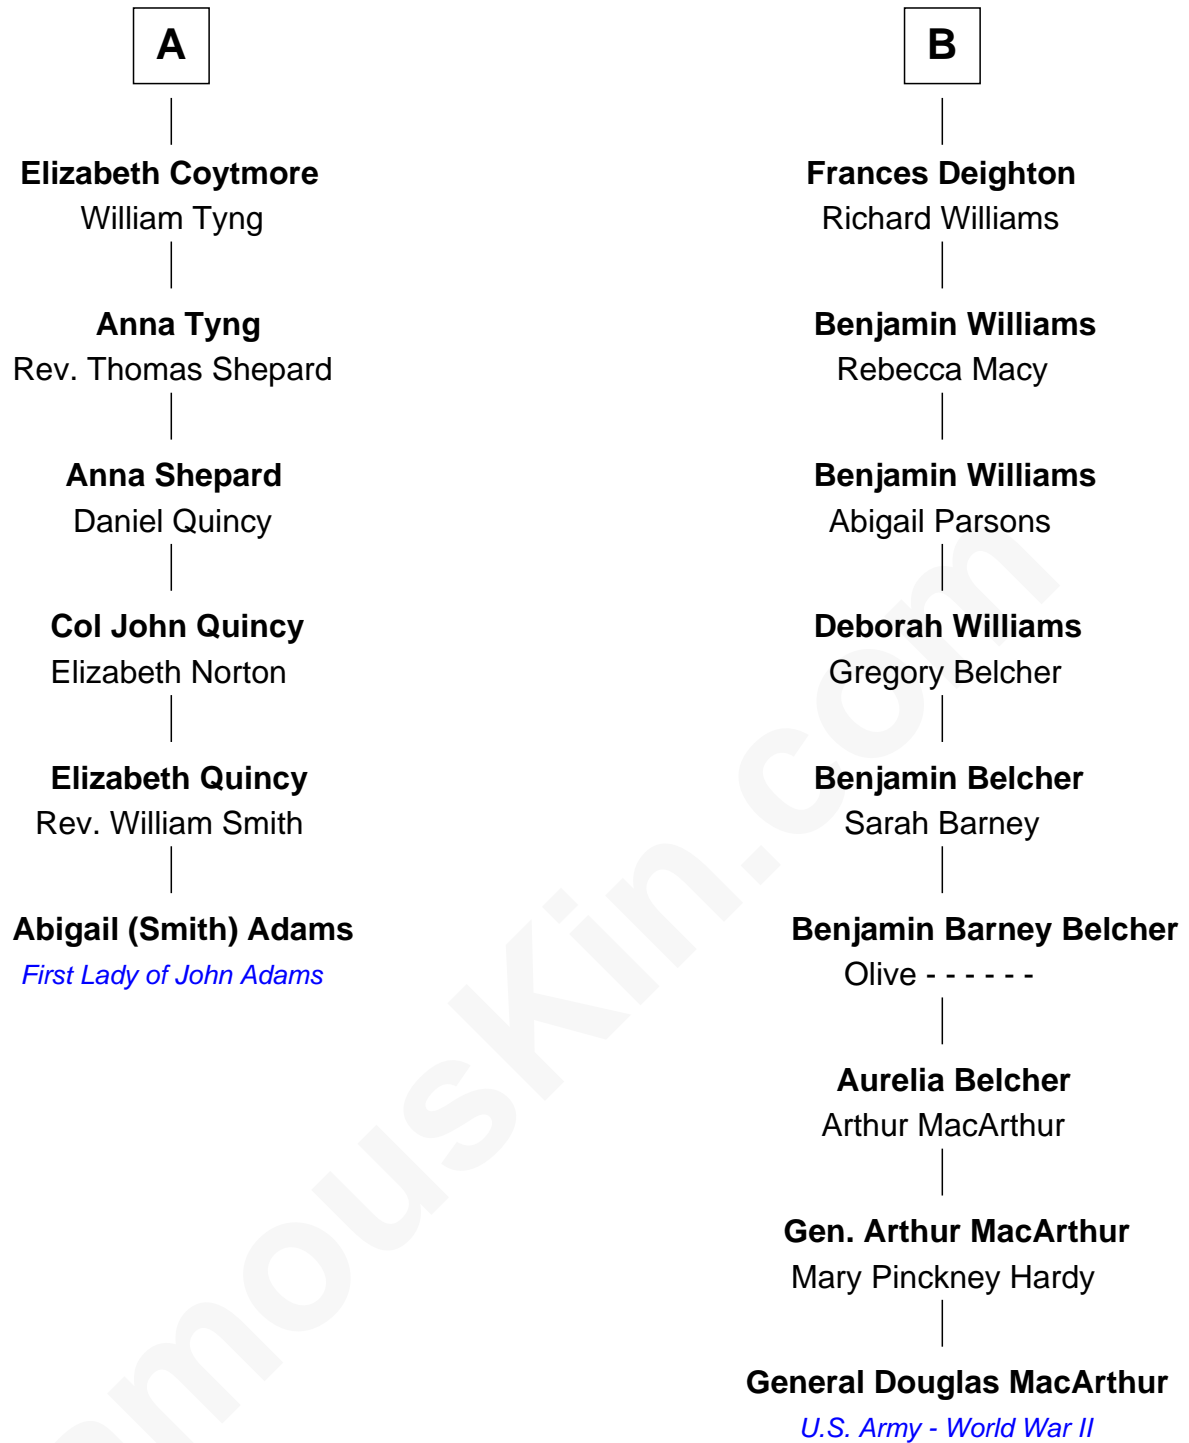 A
Elizabeth Coytmore
William Tyng
Anna Tyng
Rev. Thomas Shepard
Anna Shepard
Daniel Quincy
Col John Quincy
Elizabeth Norton
Elizabeth Quincy
Rev. William Smith
Abigail (Smith) Adams
First Lady of John Adams
B
Frances Deighton
Richard Williams
Benjamin Williams
Rebecca Macy
Benjamin Williams
Abigail Parsons
Deborah Williams
Gregory Belcher
Benjamin Belcher
Sarah Barney
Benjamin Barney Belcher
Olive - - - - - -
Aurelia Belcher
Arthur MacArthur
Gen. Arthur MacArthur
Mary Pinckney Hardy
General Douglas MacArthur
U.S. Army - World War II
amouskin.com